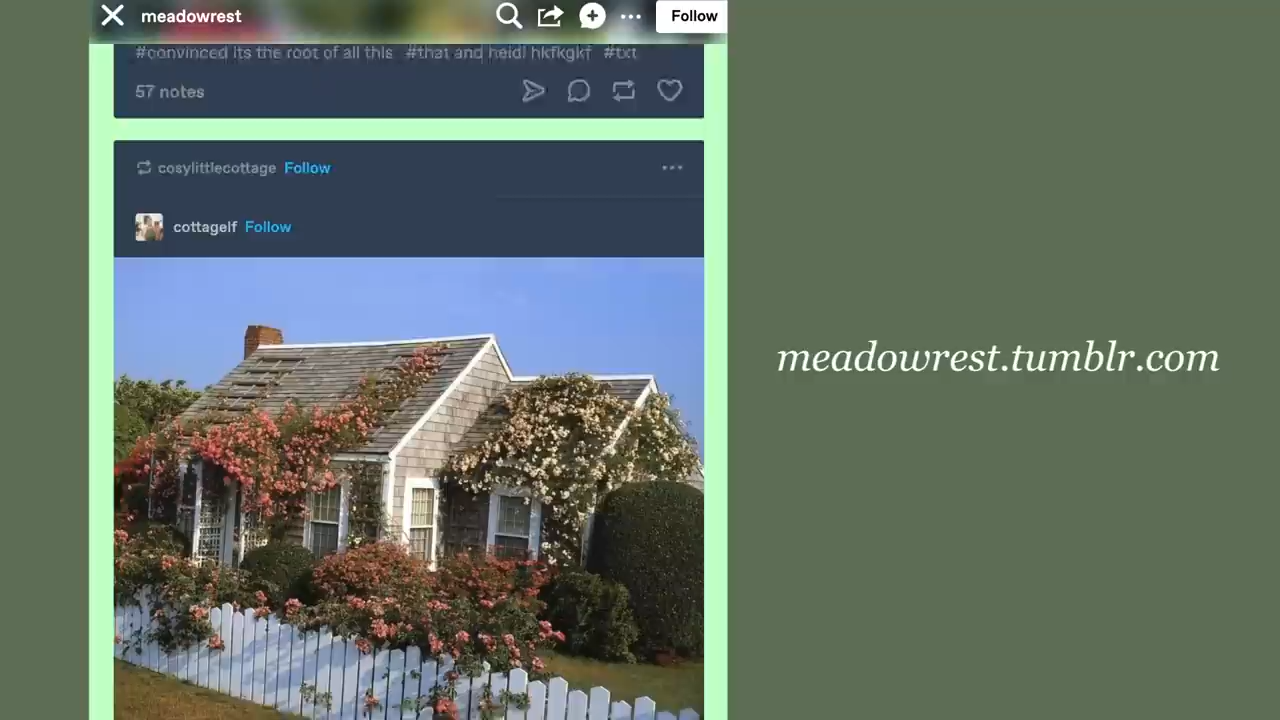 meadowrest
Follow
#convinced its the root of all this #that and heidi hkfkgkf #txt
57 notes
cosylittlecottage Follow
cottagelf Follow
meadowrest.tumblr.com